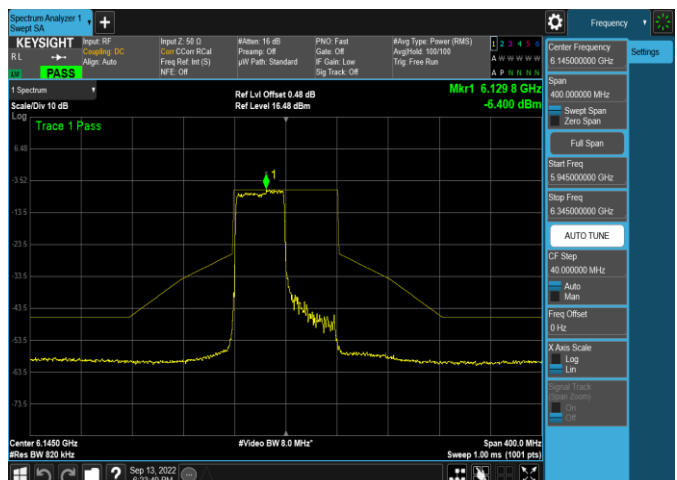 Spectrum Analyzer 1
Swept SA
+
Frequency
KEYSIGHT
R L
LW
PASS
Input: RF
Coupling: DC
Align: Auto
Input Z: 50 Ω
Corr CCorr RCal
Freq Ref: Int (S)
NFE: Off
#Atten: 16 dB
Preamp: Off
µW Path: Standard
PNO: Fast
Gate: Off
IF Gain: Low
Sig Track: Off
#Avg Type: Power (RMS)
Avg|Hold: 100/100
Trig: Free Run
1 2 3 4 5 6
A W W W W W
A P N N N N
Center Frequency
6.145000000 GHz
Settings
Span
400.000000 MHz
Swept Span
Zero Span
Full Span
Start Freq
5.945000000 GHz
Stop Freq
6.345000000 GHz
AUTO TUNE
CF Step
40.000000 MHz
Auto
Man
Freq Offset
0 Hz
X Axis Scale
Log
Lin
Signal Track
(Span Zoom)
On
Off
1 Spectrum
Scale/Div 10 dB
Ref Lvl Offset 0.48 dB
Ref Level 16.48 dBm
Mkr1 6.129 8 GHz
-6.400 dBm
Log
Trace 1 Pass
6.48
-3.52
-13.5
-23.5
-33.5
-43.5
-53.5
-63.5
-73.5
1
Center 6.1450 GHz
#Res BW 820 kHz
#Video BW 8.0 MHz*
Span 400.0 MHz
Sweep 1.00 ms (1001 pts)
?
Sep 13, 2022